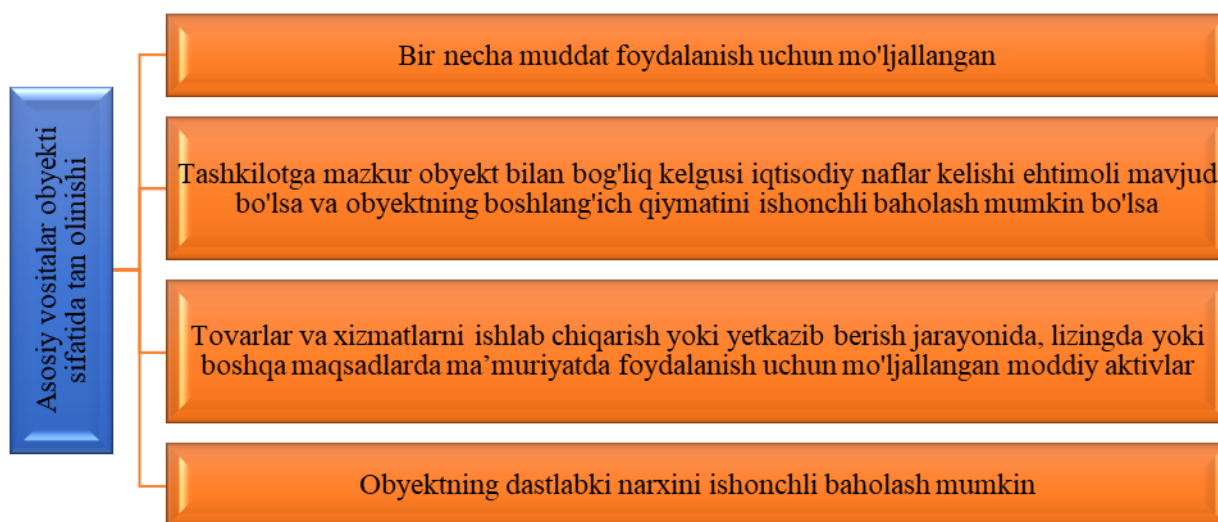 Asosiy vositalar obyekti
sifatida tan olinishi
Bir necha muddat foydalanish uchun mo'ljallangan
Tashkilotga mazkur obyekt bilan bog'liq kelgusi iqtisodiy naflar kelishi ehtimoli mavjud
bo'lsa va obyektning boshlang'ich qiymatini ishonchli baholash mumkin bo'lsa
Tovarlar va xizmatlarni ishlab chiqarish yoki yetkazib berish jarayonida, lizingda yoki
boshqa maqsadlarda ma’muriyatda foydalanish uchun mo'ljallangan moddiy aktivlar
Obyektning dastlabki narxini ishonchli baholash mumkin